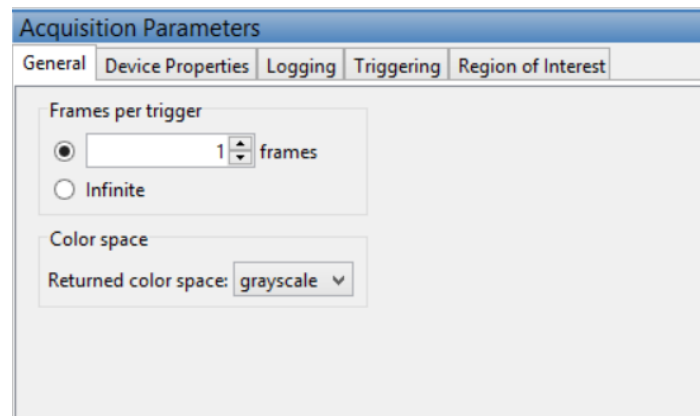 Acquisition Parameters
General Device Properties Logging Triggering Region of Interest
Frames per trigger
1 frames
Infinite
Color space
Returned color space: grayscale